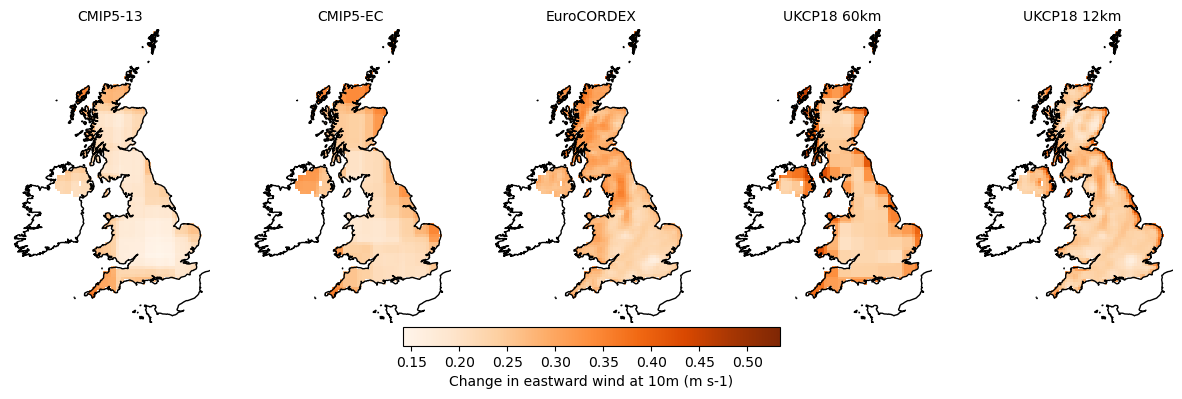 CMIP5-13 CMIP5-EC EuroCORDEX UKCP18 60km UKCP18 12km
0.15 0.20 0.25 0.30 0.35 0.40 0.45 0.50
Change in eastward wind at 10m (m s-1)